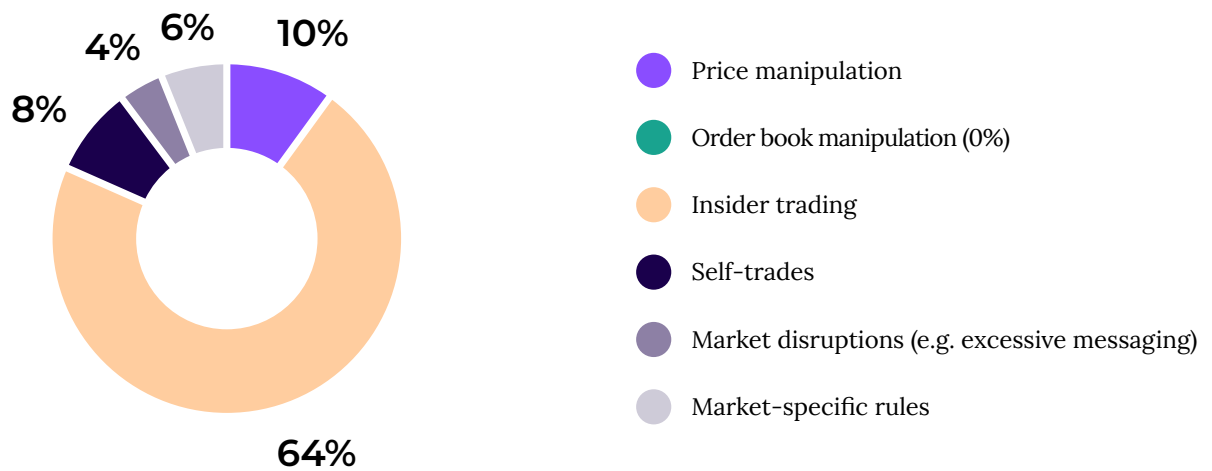 6%
10%
4%
8%
64%
Price manipulation
Order book manipulation (0%)
Insider trading
Self-trades
Market disruptions (e.g. excessive messaging)
Market-specific rules